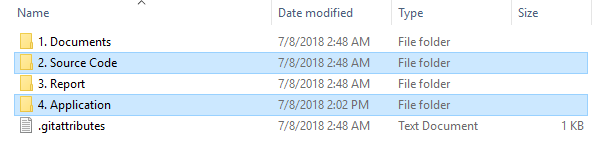 Name Date modified Type Size
1. Documents 7/8/2018 2:48 AM File folder
2. Source Code 7/8/2018 2:48 AM File folder
3. Report 7/8/2018 2:48 AM File folder
4. Application 7/8/2018 2:02 PM File folder
.gitattributes 7/8/2018 2:48 AM Text Document 1 KB